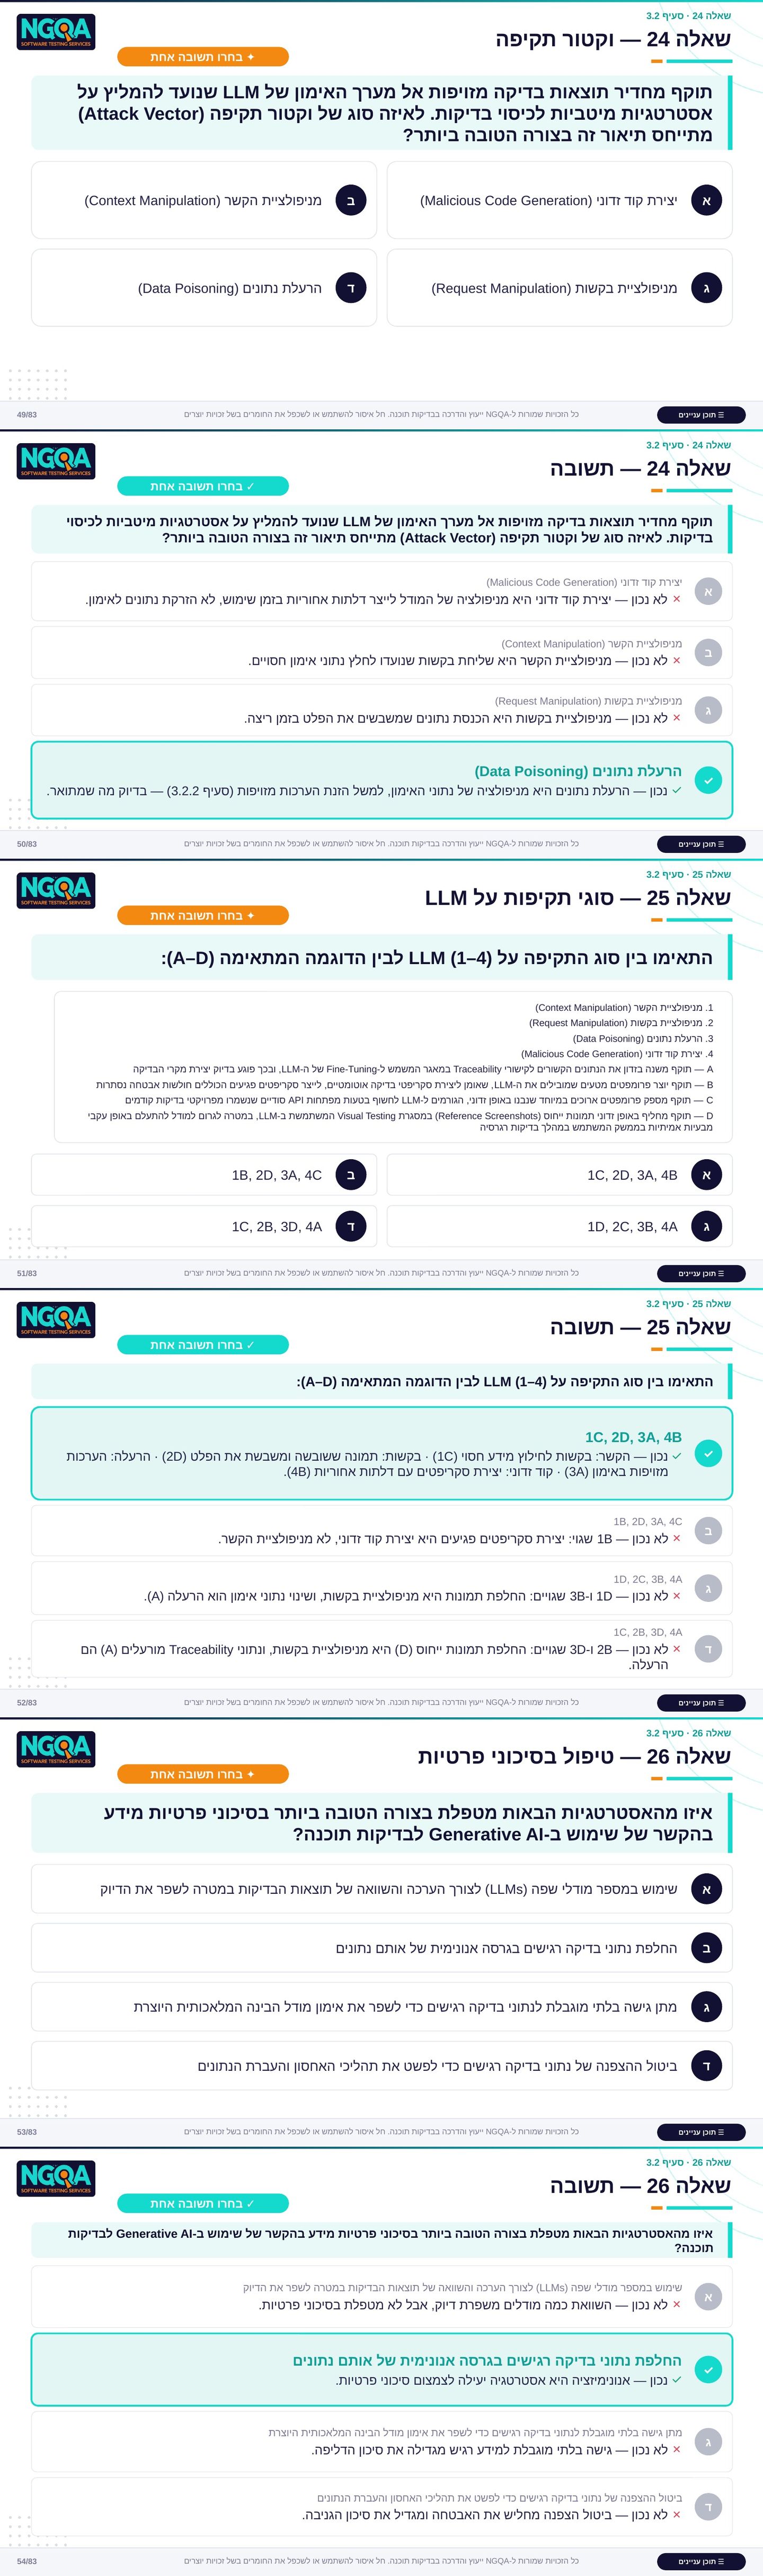 שאלה 24 · סעיף 3.2
NGQA
SOFTWARE TESTING SERVICES
שאלה 24 — וקטור תקיפה
✦ בחרו תשובה אחת
תוקף מחדיר תוצאות בדיקה מזויפות אל מערך האימון של LLM שנועד להמליץ על
אסטרטגיות מיטביות לכיסוי בדיקות. לאיזה סוג של וקטור תקיפה (Attack Vector)
מתייחס תיאור זה בצורה הטובה ביותר?
א יצירת קוד זדוני (Malicious Code Generation)
ב מניפולציית הקשר (Context Manipulation)
ג מניפולציית בקשות (Request Manipulation)
ד הרעלת נתונים (Data Poisoning)
☰ תוכן עניינים
כל הזכויות שמורות ל-NGQA ייעוץ והדרכה בבדיקות תוכנה. חל איסור להשתמש או לשכפל את החומרים בשל זכויות יוצרים
49/83
שאלה 24 · סעיף 3.2
NGQA
SOFTWARE TESTING SERVICES
שאלה 24 — תשובה
✓ בחרו תשובה אחת
תוקף מחדיר תוצאות בדיקה מזויפות אל מערך האימון של LLM שנועד להמליץ על אסטרטגיות מיטביות לכיסוי
בדיקות. לאיזה סוג של וקטור תקיפה (Attack Vector) מתייחס תיאור זה בצורה הטובה ביותר?
א יצירת קוד זדוני (Malicious Code Generation)
✕ לא נכון — יצירת קוד זדוני היא מניפולציה של המודל לייצר דלתות אחוריות בזמן שימוש, לא הזרקת נתונים לאימון.
ב מניפולציית הקשר (Context Manipulation)
✕ לא נכון — מניפולציית הקשר היא שליחת בקשות שנועדו לחלץ נתוני אימון חסויים.
ג מניפולציית בקשות (Request Manipulation)
✕ לא נכון — מניפולציית בקשות היא הכנסת נתונים שמשבשים את הפלט בזמן ריצה.
✓ הרעלת נתונים (Data Poisoning)
✓ נכון — הרעלת נתונים היא מניפולציה של נתוני האימון, למשל הזנת הערכות מזויפות (סעיף 3.2.2) — בדיוק מה שמתואר.
☰ תוכן עניינים
כל הזכויות שמורות ל-NGQA ייעוץ והדרכה בבדיקות תוכנה. חל איסור להשתמש או לשכפל את החומרים בשל זכויות יוצרים
50/83
שאלה 25 · סעיף 3.2
NGQA
SOFTWARE TESTING SERVICES
שאלה 25 — סוגי תקיפות על LLM
✦ בחרו תשובה אחת
התאימו בין סוג התקיפה על LLM (1–4) לבין הדוגמה המתאימה (A–D):
1. מניפולציית הקשר (Context Manipulation)
2. מניפולציית בקשות (Request Manipulation)
3. הרעלת נתונים (Data Poisoning)
4. יצירת קוד זדוני (Malicious Code Generation)
A — תוקף משנה בזדון את הנתונים הקשורים לקישורי Traceability במאגר המשמש ל-Fine-Tuning של ה-LLM, ובכך פוגע בדיוק יצירת מקרי הבדיקה
B — תוקף יוצר פרומפטים מטעים שמובילים את ה-LLM, שאומן ליצירת סקריפטי בדיקה אוטומטיים, לייצר סקריפטים פגיעים הכוללים חולשות אבטחה נסתרות
C — תוקף מספק פרומפטים ארוכים במיוחד שנבנו באופן זדוני, הגורמים ל-LLM לחשוף בטעות מפתחות API סודיים שנשמרו מפרויקטי בדיקות קודמים
D — תוקף מחליף באופן זדוני תמונות ייחוס (Reference Screenshots) במסגרת Visual Testing המשתמשת ב-LLM, במטרה לגרום למודל להתעלם באופן עקבי
מבעיות אמיתיות בממשק המשתמש במהלך בדיקות רגרסיה
א 1C, 2D, 3A, 4B
ב 1B, 2D, 3A, 4C
ג 1D, 2C, 3B, 4A
ד 1C, 2B, 3D, 4A
☰ תוכן עניינים
כל הזכויות שמורות ל-NGQA ייעוץ והדרכה בבדיקות תוכנה. חל איסור להשתמש או לשכפל את החומרים בשל זכויות יוצרים
51/83
שאלה 25 · סעיף 3.2
NGQA
SOFTWARE TESTING SERVICES
שאלה 25 — תשובה
✓ בחרו תשובה אחת
התאימו בין סוג התקיפה על LLM (1–4) לבין הדוגמה המתאימה (A–D):
✓ 1C, 2D, 3A, 4B
✓ נכון — הקשר: בקשות לחילוץ מידע חסוי (1C) · בקשות: תמונה ששובשה ומשבשת את הפלט (2D) · הרעלה: הערכות
מזויפות באימון (3A) · קוד זדוני: יצירת סקריפטים עם דלתות אחוריות (4B).
ב 1B, 2D, 3A, 4C
✕ לא נכון — 1B שגוי: יצירת סקריפטים פגיעים היא יצירת קוד זדוני, לא מניפולציית הקשר.
ג 1D, 2C, 3B, 4A
✕ לא נכון — 1D ו-3B שגויים: החלפת תמונות היא מניפולציית בקשות, ושינוי נתוני אימון הוא הרעלה (A).
ד 1C, 2B, 3D, 4A
✕ לא נכון — 2B ו-3D שגויים: החלפת תמונות ייחוס (D) היא מניפולציית בקשות, ונתוני Traceability מורעלים (A) הם
הרעלה.
☰ תוכן עניינים
כל הזכויות שמורות ל-NGQA ייעוץ והדרכה בבדיקות תוכנה. חל איסור להשתמש או לשכפל את החומרים בשל זכויות יוצרים
52/83
שאלה 26 · סעיף 3.2
NGQA
SOFTWARE TESTING SERVICES
שאלה 26 — טיפול בסיכוני פרטיות
✦ בחרו תשובה אחת
איזו מהאסטרטגיות הבאות מטפלת בצורה הטובה ביותר בסיכוני פרטיות מידע
בהקשר של שימוש ב-Generative AI לבדיקות תוכנה?
א שימוש במספר מודלי שפה (LLMs) לצורך הערכה והשוואה של תוצאות הבדיקות במטרה לשפר את הדיוק
ב החלפת נתוני בדיקה רגישים בגרסה אנונימית של אותם נתונים
ג מתן גישה בלתי מוגבלת לנתוני בדיקה רגישים כדי לשפר את אימון מודל הבינה המלאכותית היוצרת
ד ביטול ההצפנה של נתוני בדיקה רגישים כדי לפשט את תהליכי האחסון והעברת הנתונים
☰ תוכן עניינים
כל הזכויות שמורות ל-NGQA ייעוץ והדרכה בבדיקות תוכנה. חל איסור להשתמש או לשכפל את החומרים בשל זכויות יוצרים
53/83
שאלה 26 · סעיף 3.2
NGQA
SOFTWARE TESTING SERVICES
שאלה 26 — תשובה
✓ בחרו תשובה אחת
איזו מהאסטרטגיות הבאות מטפלת בצורה הטובה ביותר בסיכוני פרטיות מידע בהקשר של שימוש ב-Generative AI לבדיקות
תוכנה?
א שימוש במספר מודלי שפה (LLMs) לצורך הערכה והשוואה של תוצאות הבדיקות במטרה לשפר את הדיוק
✕ לא נכון — השוואת כמה מודלים משפרת דיוק, אבל לא מטפלת בסיכוני פרטיות.
✓ החלפת נתוני בדיקה רגישים בגרסה אנונימית של אותם נתונים
✓ נכון — אנונימיזציה היא אסטרטגיה יעילה לצמצום סיכוני פרטיות.
ג מתן גישה בלתי מוגבלת לנתוני בדיקה רגישים כדי לשפר את אימון מודל הבינה המלאכותית היוצרת
✕ לא נכון — גישה בלתי מוגבלת למידע רגיש מגדילה את סיכון הדליפה.
ד ביטול ההצפנה של נתוני בדיקה רגישים כדי לפשט את תהליכי האחסון והעברת הנתונים
✕ לא נכון — ביטול הצפנה מחליש את האבטחה ומגדיל את סיכון הגניבה.
☰ תוכן עניינים
כל הזכויות שמורות ל-NGQA ייעוץ והדרכה בבדיקות תוכנה. חל איסור להשתמש או לשכפל את החומרים בשל זכויות יוצרים
54/83